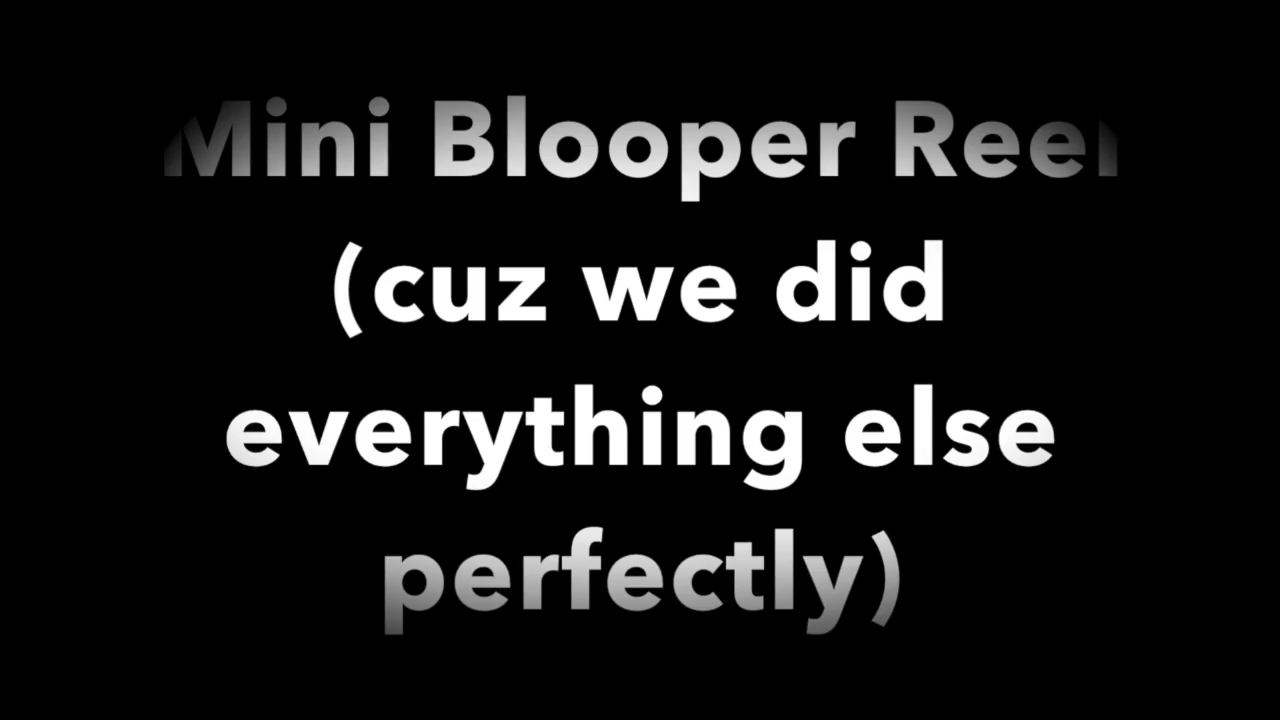 Mini Blooper Reel
(cuz we did
everything else
perfectly)